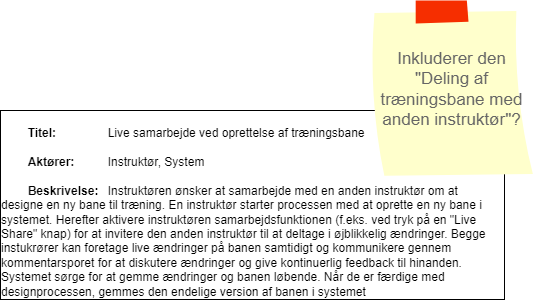 Inkluderer den
"Deling af
træningsbane med
anden instruktør"?
Titel: Live samarbejde ved oprettelse af træningsbane
Aktører: Instruktør, System
Beskrivelse: Instruktøren ønsker at samarbejde med en anden instruktør om at
designe en ny bane til træning. En instruktør starter processen med at oprette en ny bane i
systemet. Herefter aktivere instruktøren samarbejdsfunktionen (f.eks. ved tryk på en "Live
Share" knap) for at invitere den anden instruktør til at deltage i øjblikkelig ændringer. Begge
instukrører kan foretage live ændringer på banen samtidigt og kommunikere gennem
kommentarsporet for at diskutere ændringer og give kontinuerlig feedback til hinanden.
Systemet sørge for at gemme ændringer og banen løbende. Når de er færdige med
designprocessen, gemmes den endelige version af banen i systemet